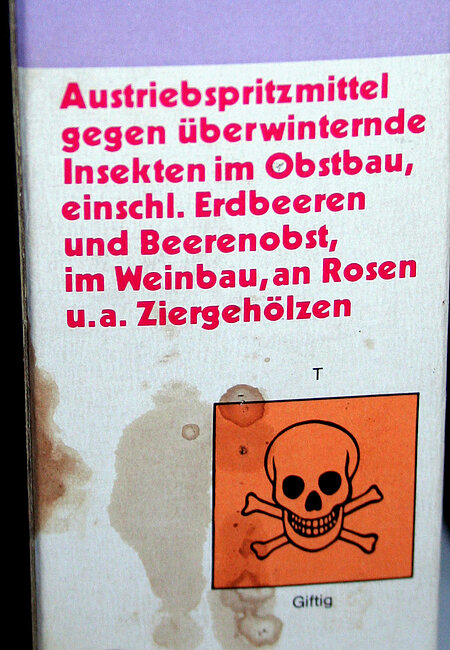 Austriebspritzmittel
gegen überwinternde
Insekten im Obstbau,
einschl. Erdbeeren
und Beerenobst,
im Weinbau, an Rosen
u.a. Ziergehölzen
T
Giftig